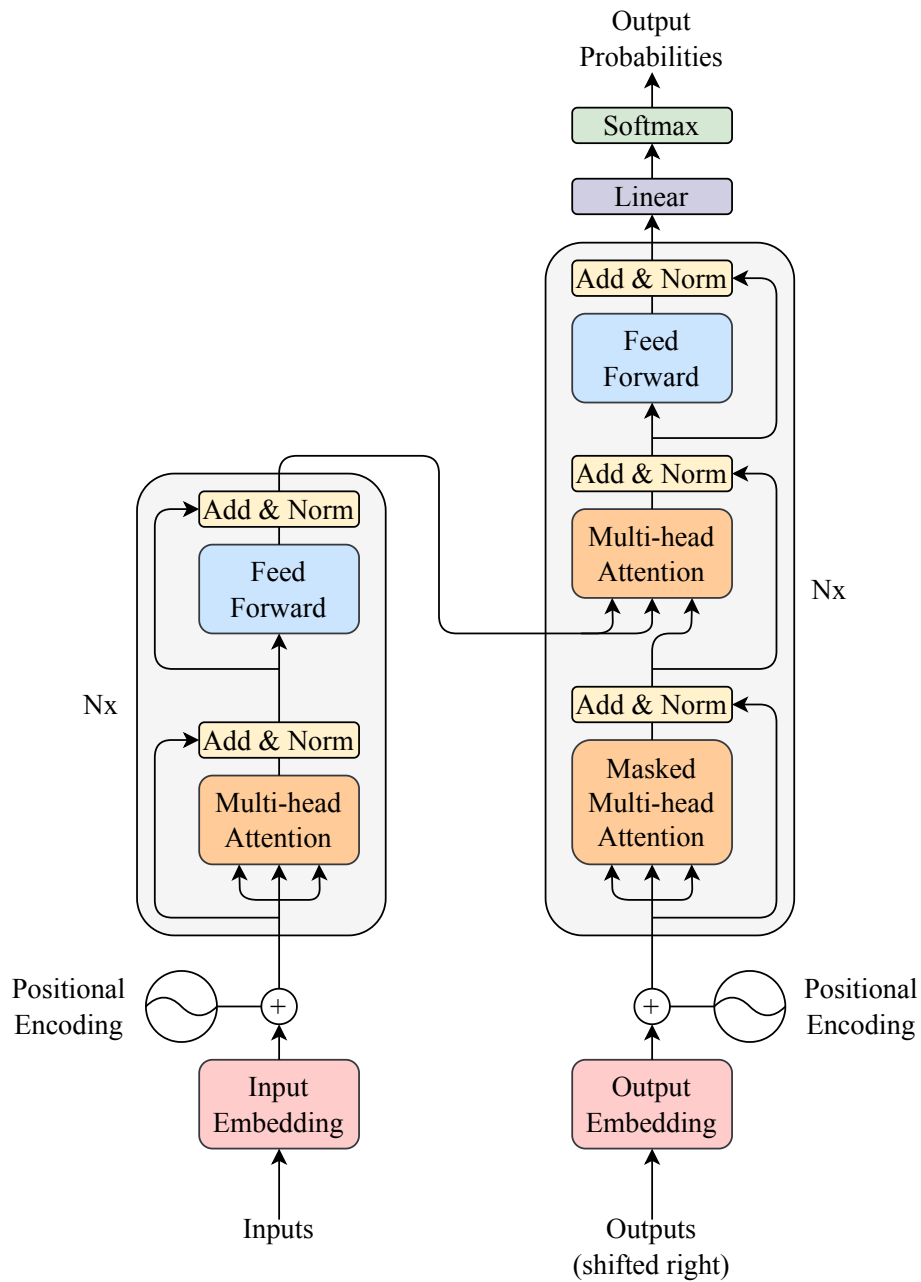 Output
Probabilities
Softmax
Linear
Add & Norm
Feed
Forward
Add & Norm
Multi-head
Attention
Nx
Add & Norm
Masked
Multi-head
Attention
Add & Norm
Feed
Forward
Nx
Add & Norm
Multi-head
Attention
Positional
Encoding
+
+
Positional
Encoding
Input
Embedding
Output
Embedding
Inputs
Outputs
(shifted right)